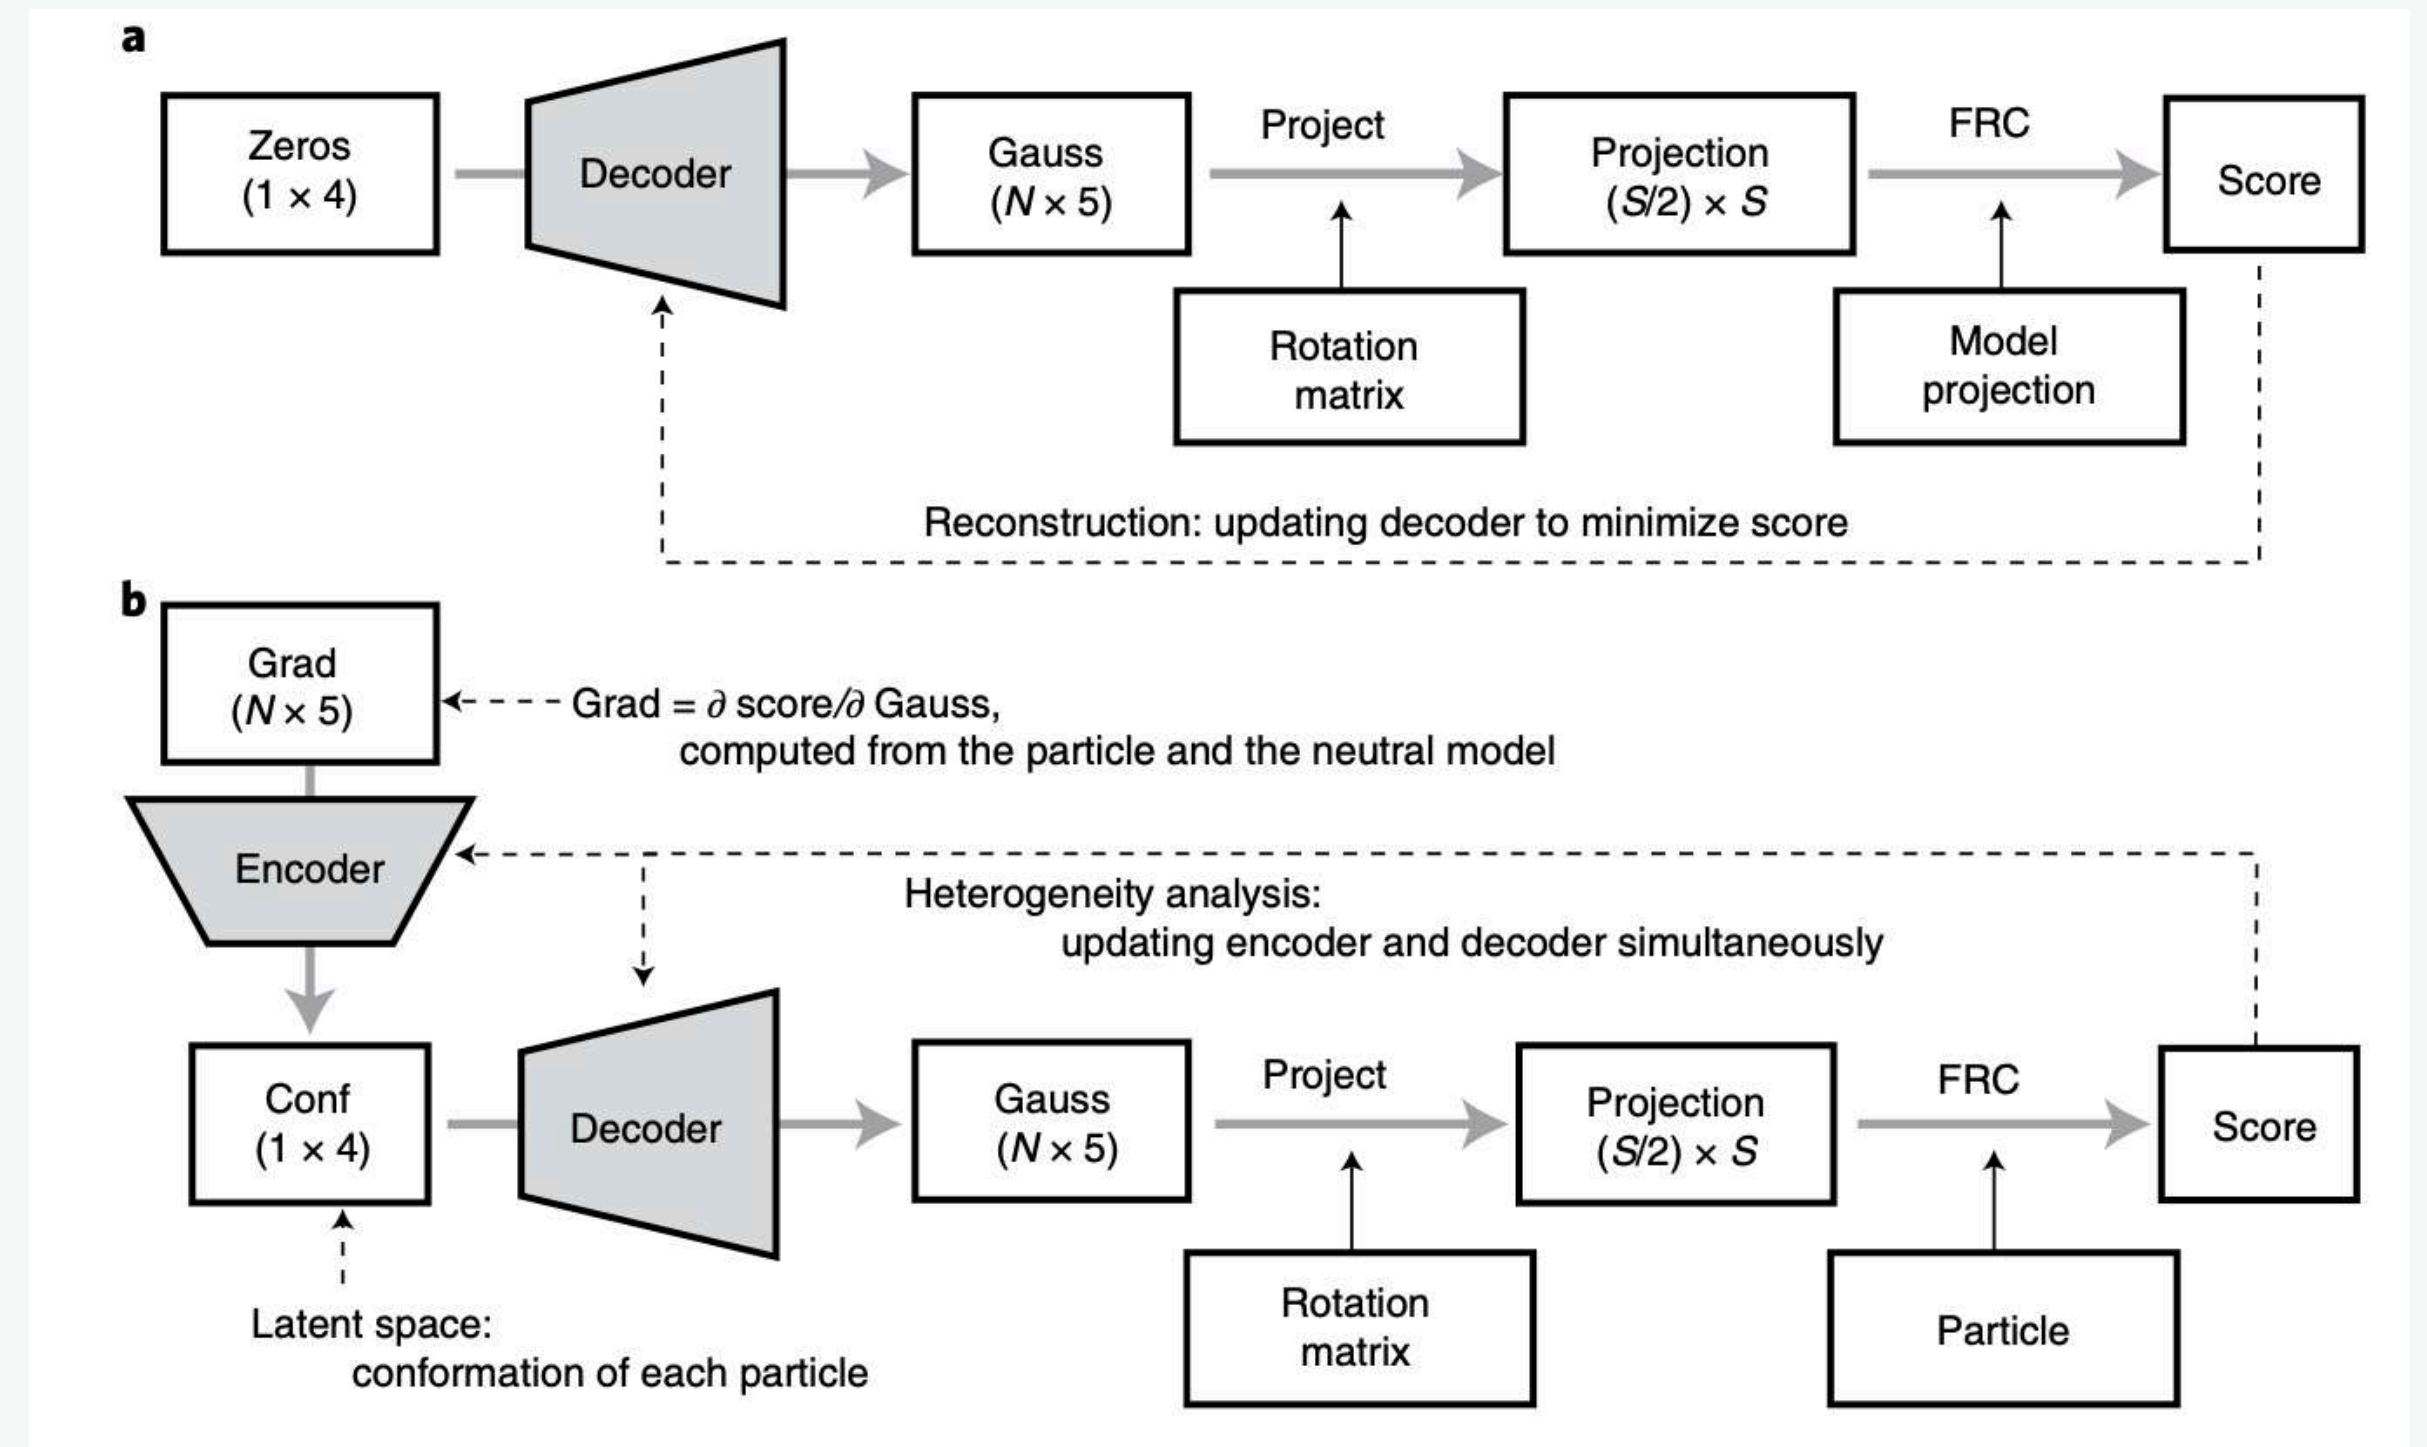 a
Zeros
(1 × 4)
Decoder
Gauss
(N × 5)
Project
Rotation
matrix
Projection
(S/2) × S
FRC
Model
projection
Score
Reconstruction: updating decoder to minimize score
b
Grad
(N × 5)
Grad = ∂ score/∂ Gauss,
computed from the particle and the neutral model
Encoder
Heterogeneity analysis:
updating encoder and decoder simultaneously
Conf
(1 × 4)
Latent space:
conformation of each particle
Decoder
Gauss
(N × 5)
Project
Rotation
matrix
Projection
(S/2) × S
FRC
Particle
Score